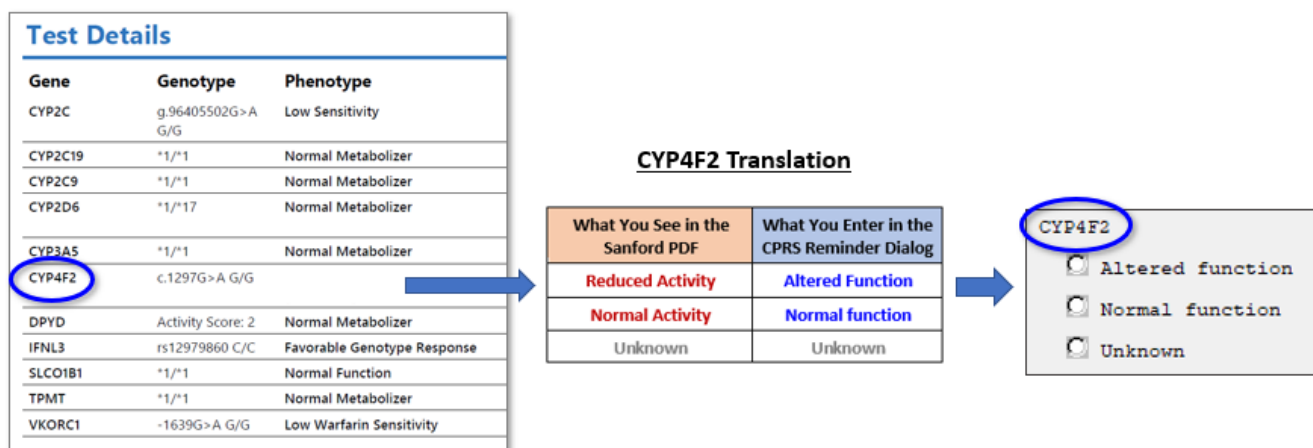 Test Details
Gene Genotype Phenotype
CYP2C g.96405502G>A Low Sensitivity
G/G
CYP2C19 *1/*1 Normal Metabolizer
CYP2C9 *1/*1 Normal Metabolizer
CYP2D6 *1/*17 Normal Metabolizer
CYP3A5 *1/*1 Normal Metabolizer
CYP4F2 c.1297G>A G/G
DPYD Activity Score: 2 Normal Metabolizer
IFNL3 rs12979860 C/C Favorable Genotype Response
SLCO1B1 *1/*1 Normal Function
TPMT *1/*1 Normal Metabolizer
VKORC1 -1639G>A G/G Low Warfarin Sensitivity
CYP4F2 Translation
What You See in the What You Enter in the
Sanford PDF CPRS Reminder Dialog
Reduced Activity Altered Function
Normal Activity Normal function
Unknown Unknown
CYP4F2
Altered function
Normal function
Unknown